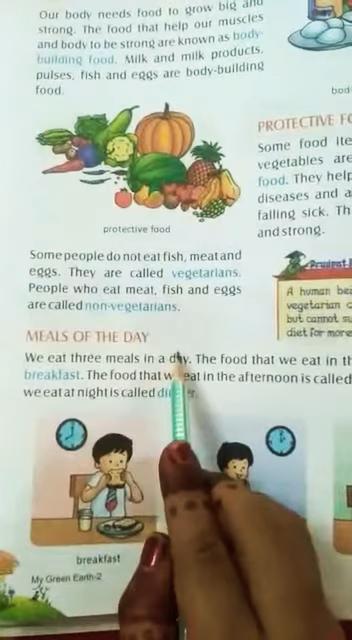 Our body needs food to grow big and
strong. The food that help our muscles
and body to be strong are known as body-
building food. Milk and milk products,
pulses, fish and eggs are body-building
food.
protective food
Some people do not eat fish, meat and
eggs. They are called vegetarians.
People who eat meat, fish and eggs
are called non-vegetarians.
MEALS OF THE DAY
We eat three meals in a day. The food that we eat in th
breakfast. The food that we eat in the afternoon is called
we eat at night is called dinner.
breakfast
My Green Earth-2
bod
PROTECTIVE FO
Some food ite
vegetables are
food. They help
diseases and a
falling sick. Th
and strong.
A human bei
vegetarian
but cannot su
diet for more